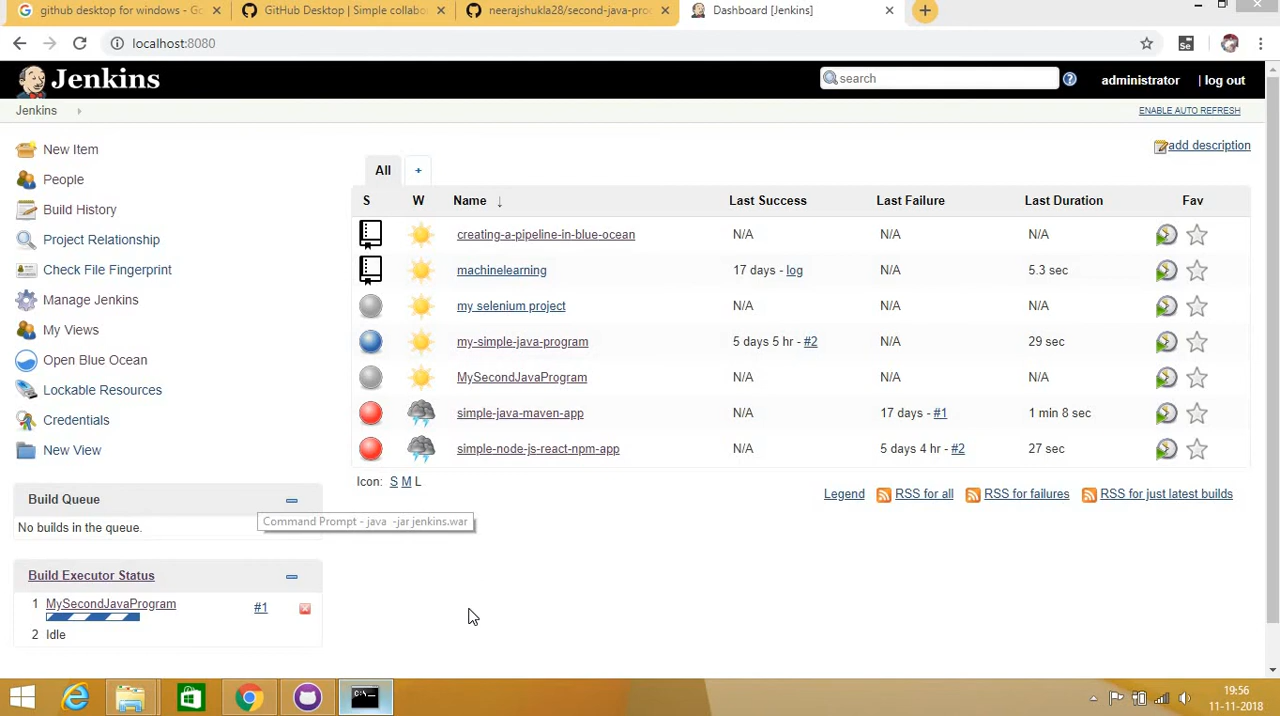 github desktop for windows - Go
GitHub Desktop | Simple collabo
neerajshukla28/second-java-pro
Dashboard [Jenkins]
localhost:8080
Jenkins
search
administrator
| log out
Jenkins
ENABLE AUTO REFRESH
New Item
People
Build History
Project Relationship
Check File Fingerprint
Manage Jenkins
My Views
Open Blue Ocean
Lockable Resources
Credentials
New View
add description
All
+
S W Name ↓ Last Success Last Failure Last Duration Fav
creating-a-pipeline-in-blue-ocean N/A N/A N/A
machinelearning 17 days - log N/A 5.3 sec
my selenium project N/A N/A N/A
my-simple-java-program 5 days 5 hr - #2 N/A 29 sec
MySecondJavaProgram N/A N/A N/A
simple-java-maven-app N/A 17 days - #1 1 min 8 sec
simple-node-js-react-npm-app N/A 5 days 4 hr - #2 27 sec
Icon: S M L
Legend RSS for all RSS for failures RSS for just latest builds
Build Queue
No builds in the queue.
Command Prompt - java -jar jenkins.war
Build Executor Status
1 MySecondJavaProgram #1
2 Idle
19:56
11-11-2018